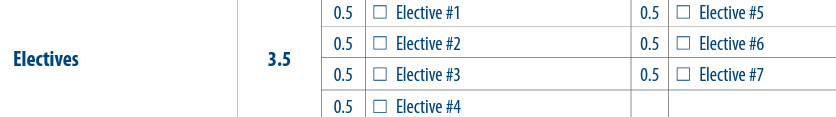 0.5 ☐ Elective #1 0.5 ☐ Elective #5
0.5 ☐ Elective #2 0.5 ☐ Elective #6
Electives 3.5
0.5 ☐ Elective #3 0.5 ☐ Elective #7
0.5 ☐ Elective #4